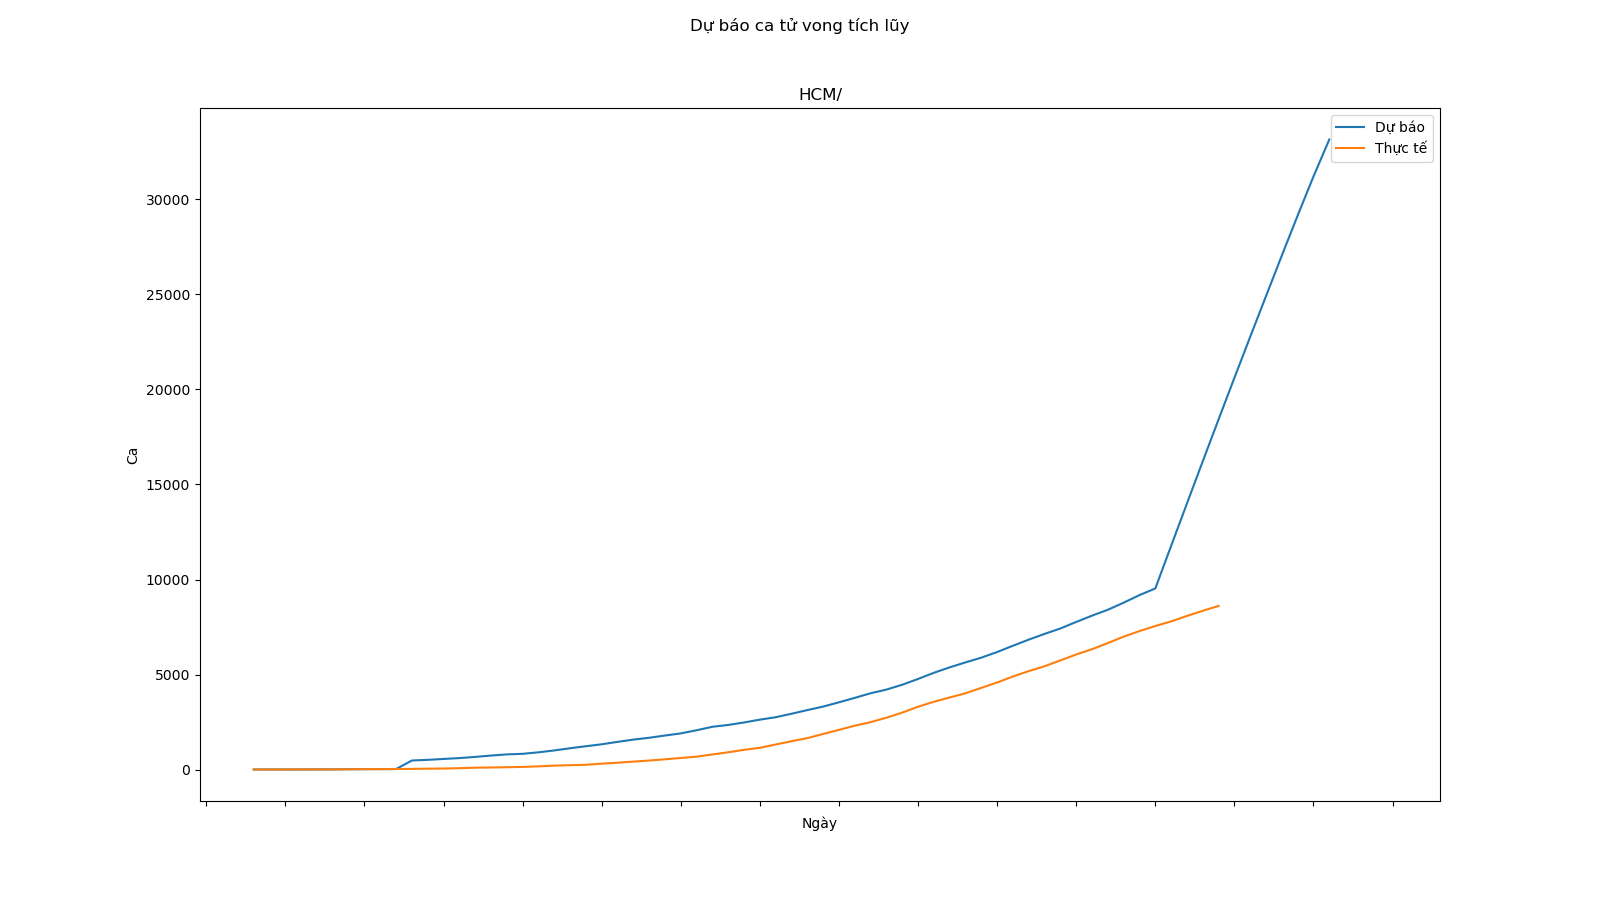 Dự báo ca tử vong tích lũy
HCM/
Dự báo
Thực tế
30000
25000
20000
15000
10000
5000
0
Ca
Ngày